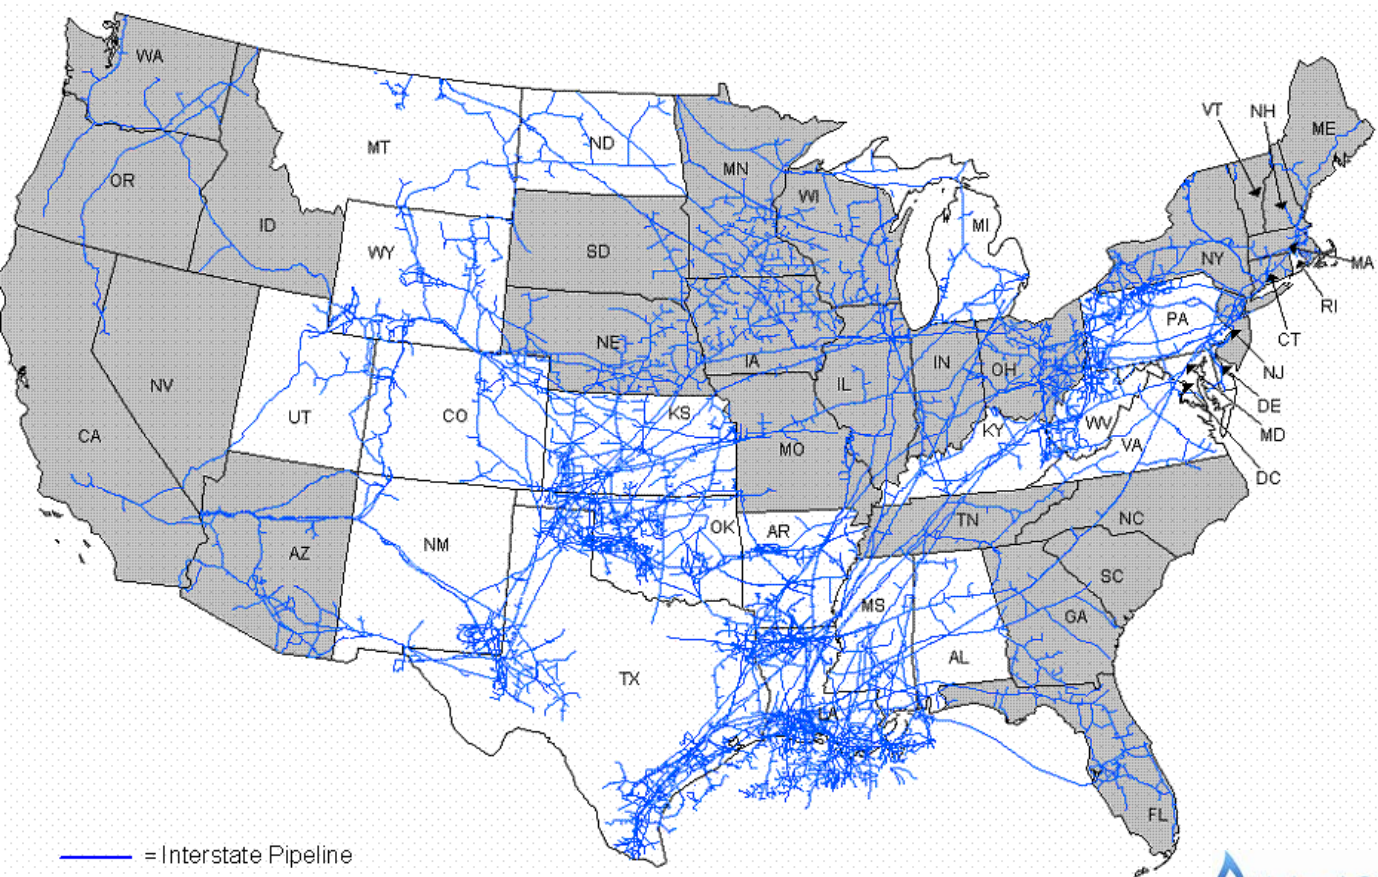 WA
VT
NH
ME
MT
ND
MN
OR
WI
ID
MI
WY
SD
NY
MA
RI
PA
NE
CT
IA
IN
OH
NJ
NV
IL
UT
CO
KS
DE
CA
KY
WV
MD
VA
MO
DC
TN
NC
OK
AR
NM
AZ
SC
MS
GA
AL
TX
LA
FL
= Interstate Pipeline